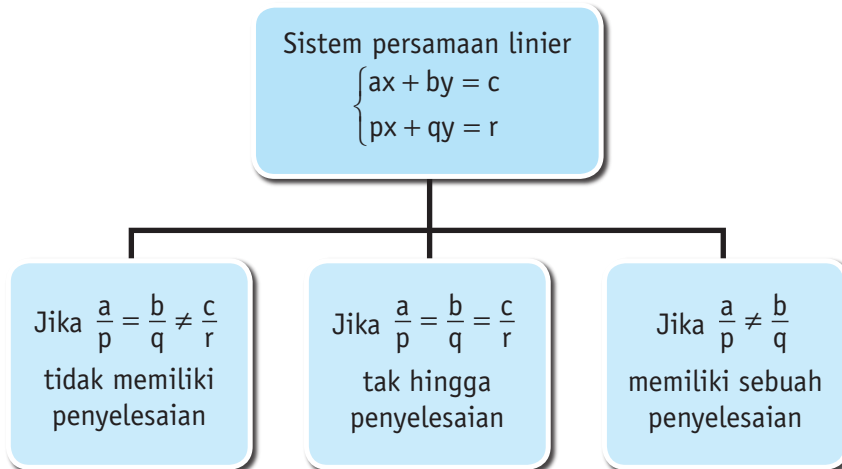 Sistem persamaan linier
ax + by = c
px + qy = r
Jika a/p = b/q ≠ c/r
tidak memiliki
penyelesaian
Jika a/p = b/q = c/r
tak hingga
penyelesaian
Jika a/p ≠ b/q
memiliki sebuah
penyelesaian